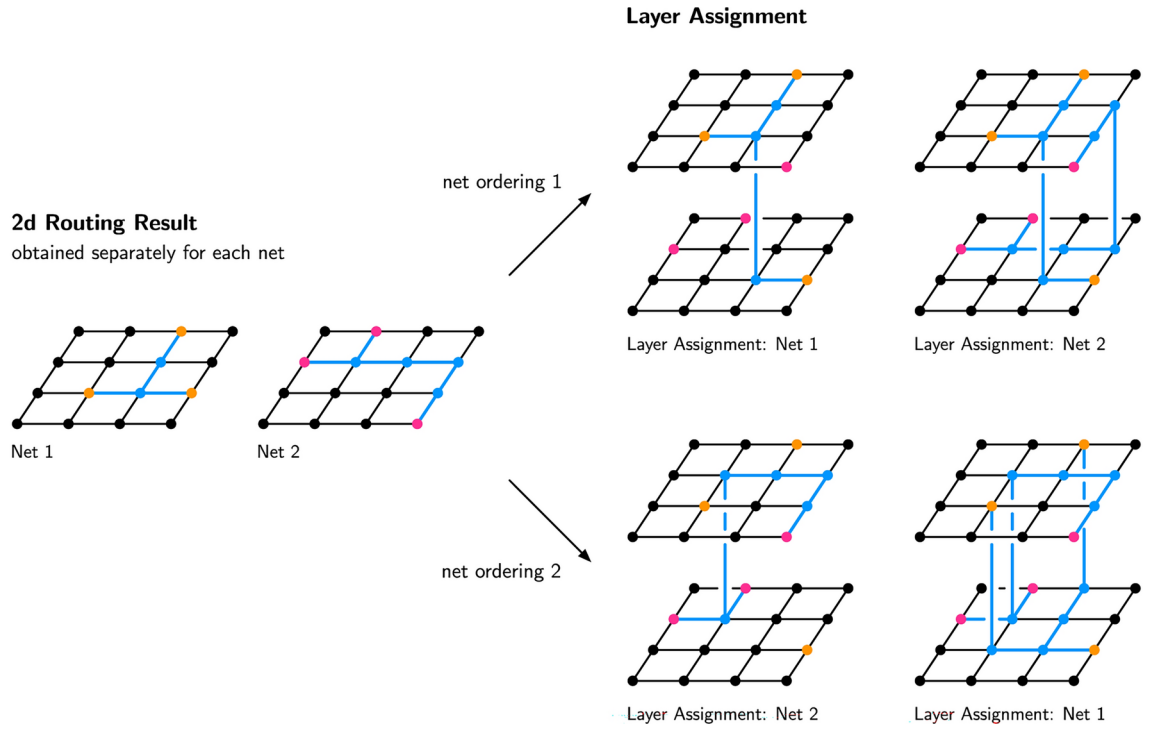 Layer Assignment
net ordering 1
2d Routing Result
obtained separately for each net
Layer Assignment: Net 1
Layer Assignment: Net 2
Net 1
Net 2
net ordering 2
Layer Assignment: Net 2
Layer Assignment: Net 1